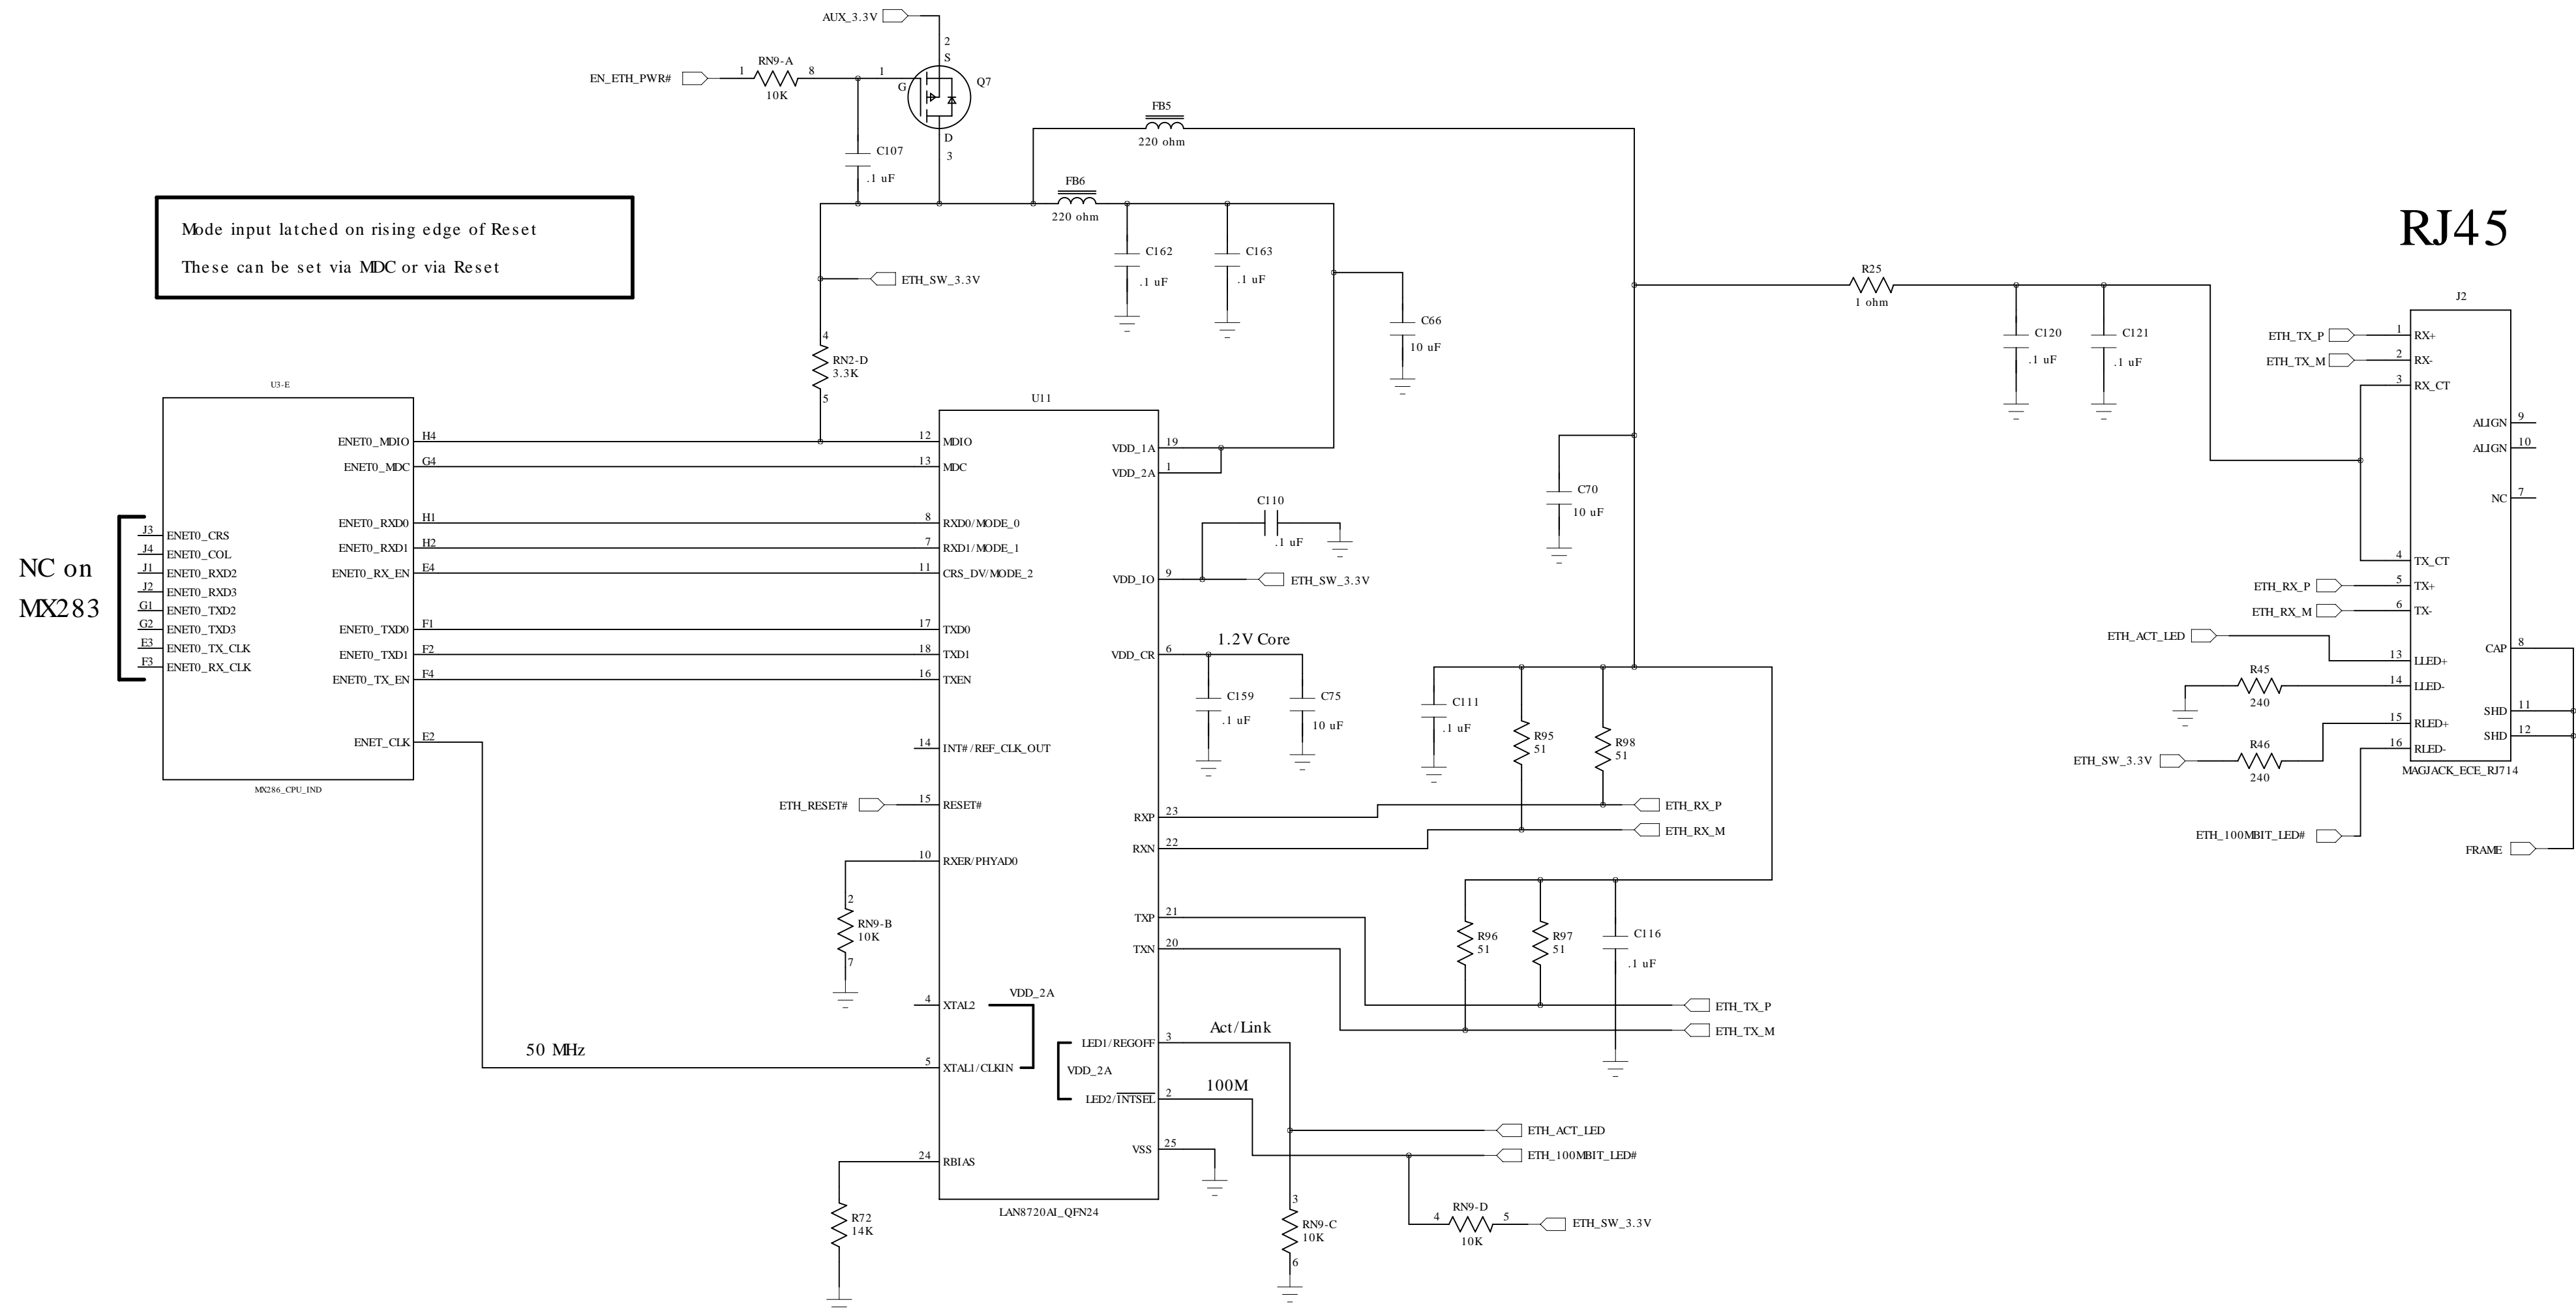 AUX_3.3V
2
S
EN_ETH_PWR#
1
RN9-A
8
10K
1
G
Q7
D
3
C107
.1 uF
FB5
220 ohm
FB6
220 ohm
Mode input latched on rising edge of Reset
These can be set via MDC or via Reset
ETH_SW_3.3V
C162
.1 uF
C163
.1 uF
C66
10 uF
4
RN2-D
3.3K
5
RJ45
R25
1 ohm
C120
.1 uF
C121
.1 uF
C70
10 uF
U3-E
NC on
MX283
J3 ENET0_CRS
J4 ENET0_COL
J1 ENET0_RXD2
J2 ENET0_RXD3
G1 ENET0_TXD2
G2 ENET0_TXD3
E3 ENET0_TX_CLK
F3 ENET0_RX_CLK
ENET0_MDIO H4
ENET0_MDC G4
ENET0_RXD0 H1
ENET0_RXD1 H2
ENET0_RX_EN E4
ENET0_TXD0 F1
ENET0_TXD1 F2
ENET0_TX_EN F4
ENET_CLK E2
MX286_CPU_IND
50 MHz
U11
12 MDIO
13 MDC
8 RXD0/MODE_0
7 RXD1/MODE_1
11 CRS_DV/MODE_2
17 TXD0
18 TXD1
16 TXEN
14 INT#/REF_CLK_OUT
ETH_RESET#
15 RESET#
10 RXER/PHYAD0
2
RN9-B
10K
7
4 XTAL2
VDD_2A
5 XTAL1/CLKIN
24 RBIAS
R72
14K
VDD_1A 19
VDD_2A 1
VDD_IO 9
C110
.1 uF
ETH_SW_3.3V
VDD_CR 6
1.2V Core
C159
.1 uF
C75
10 uF
C111
.1 uF
R95
51
R98
51
RXP 23
ETH_RX_P
RXN 22
ETH_RX_M
TXP 21
TXN 20
R96
51
R97
51
C116
.1 uF
ETH_TX_P
ETH_TX_M
LED1/REGOFF 3
Act/Link
VDD_2A
LED2/INTSEL 2
100M
VSS 25
ETH_ACT_LED
ETH_100MBIT_LED#
LAN8720AI_QFN24
3
RN9-C
10K
6
4
RN9-D
5
10K
ETH_SW_3.3V
J2
ETH_TX_P 1 RX+
ETH_TX_M 2 RX-
3 RX_CT
ALIGN 9
ALIGN 10
NC 7
4 TX_CT
ETH_RX_P 5 TX+
ETH_RX_M 6 TX-
ETH_ACT_LED
13 LLED+
CAP 8
R45
240
14 LLED-
SHD 11
15 RLED+
SHD 12
R46
240
ETH_SW_3.3V
16 RLED-
MAGJACK_ECE_RJ714
ETH_100MBIT_LED#
FRAME